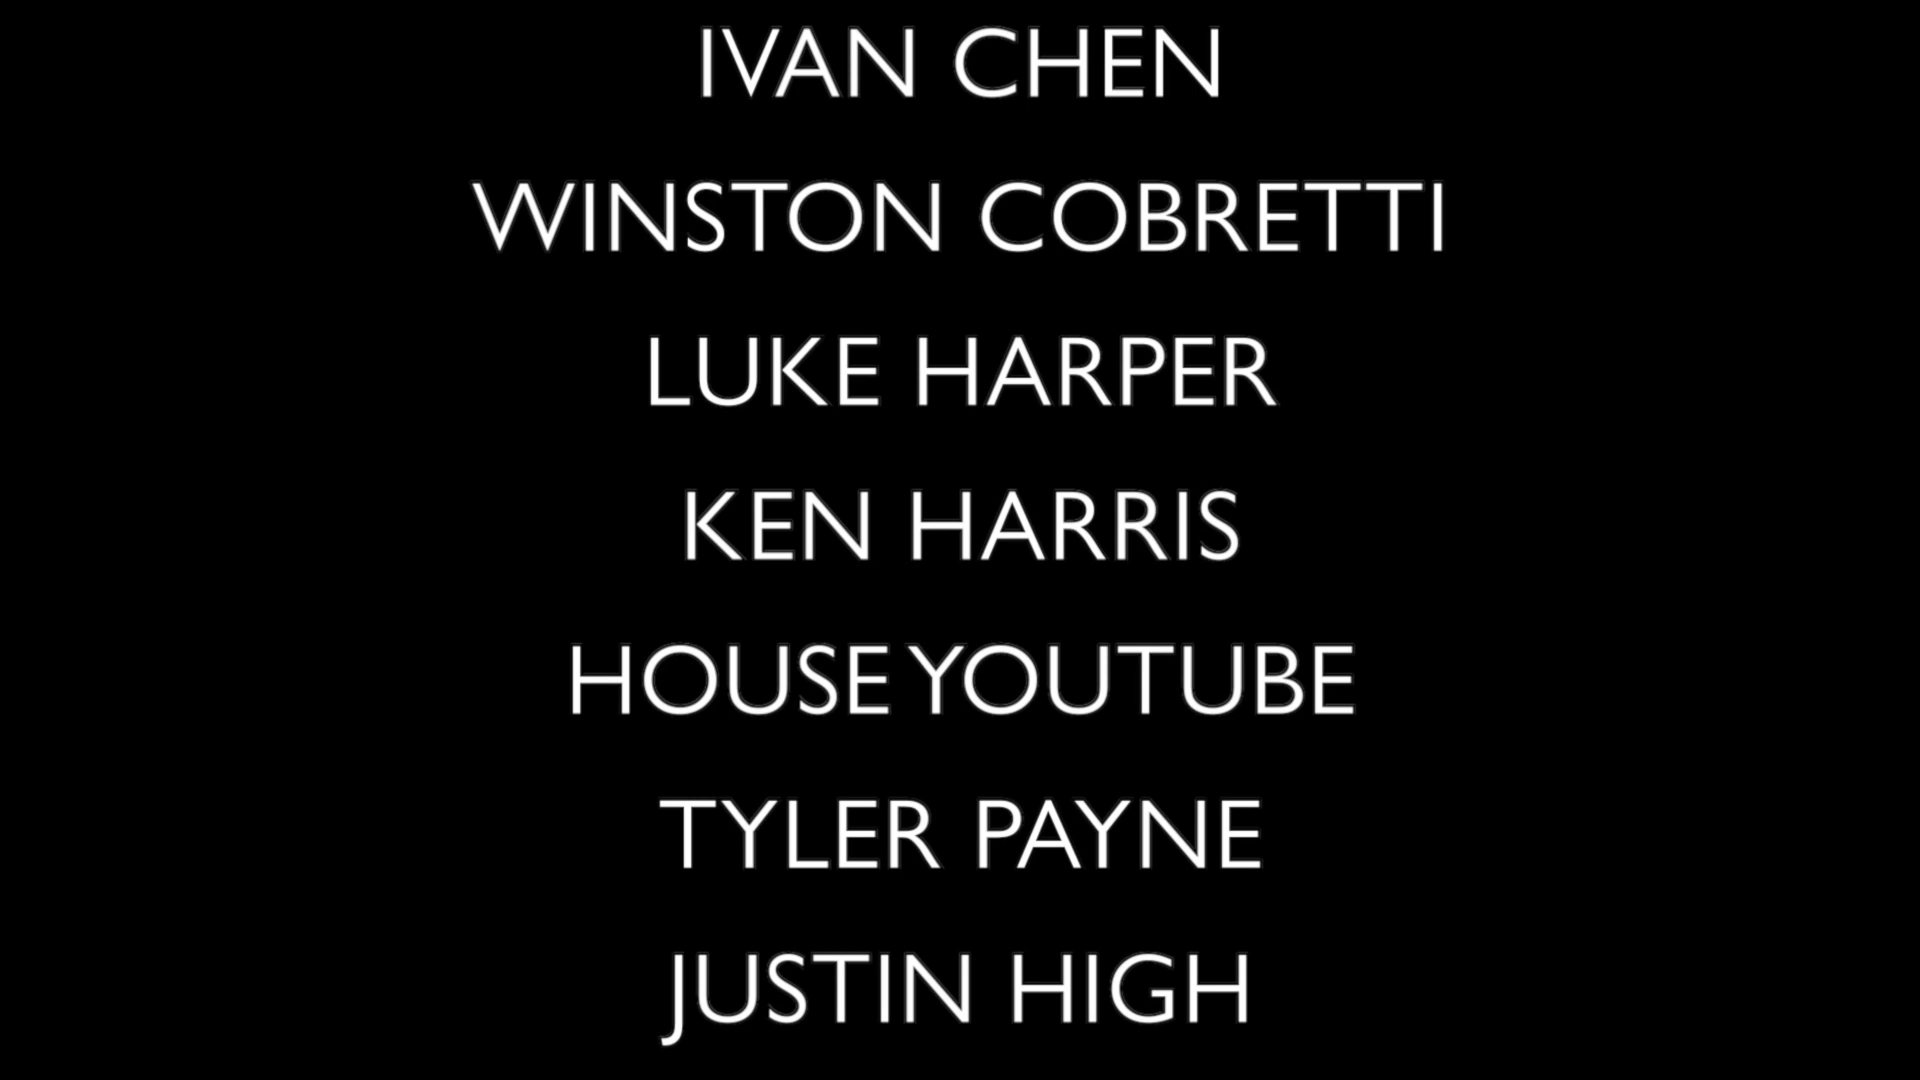 IVAN CHEN
WINSTON COBRETTI
LUKE HARPER
KEN HARRIS
HOUSE YOUTUBE
TYLER PAYNE
JUSTIN HIGH